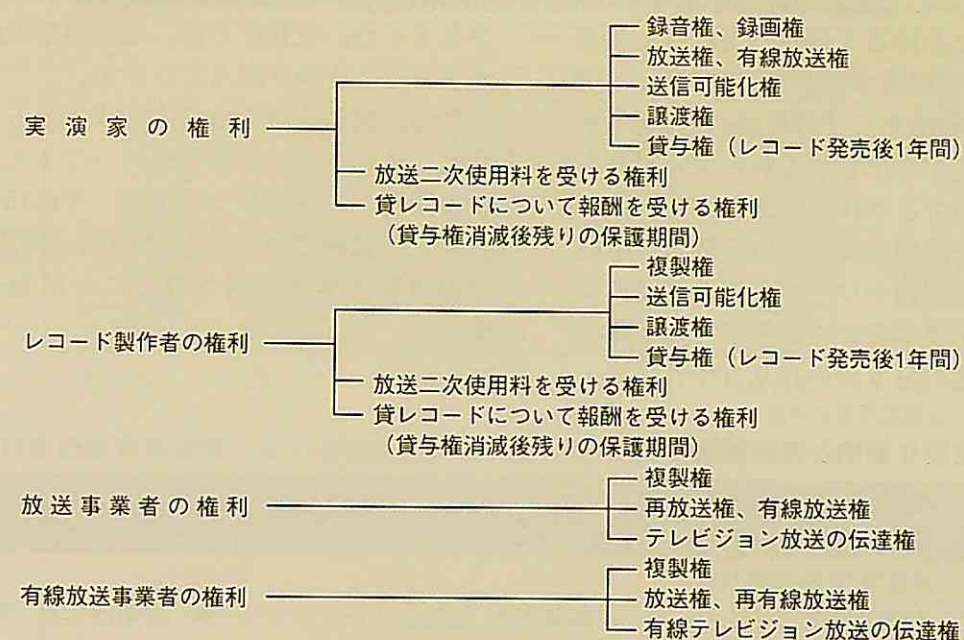 録音権、録画権
放送権、有線放送権
送信可能化権
実演家の権利
譲渡権
貸与権（レコード発売後1年間）
放送二次使用料を受ける権利
貸レコードについて報酬を受ける権利
（貸与権消滅後残りの保護期間）
複製権
送信可能化権
レコード製作者の権利
譲渡権
貸与権（レコード発売後1年間）
放送二次使用料を受ける権利
貸レコードについて報酬を受ける権利
（貸与権消滅後残りの保護期間）
複製権
放送事業者の権利
再放送権、有線放送権
テレビジョン放送の伝達権
複製権
有線放送事業者の権利
放送権、再有線放送権
有線テレビジョン放送の伝達権